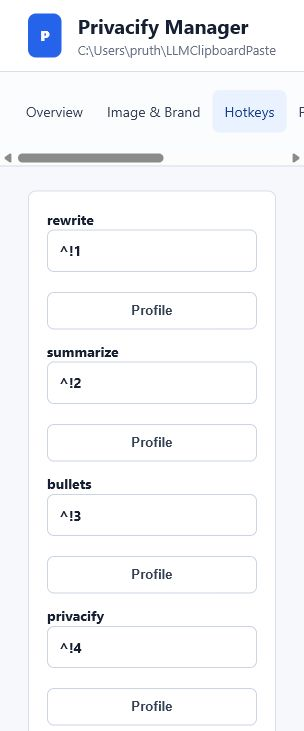 P
Privacify Manager
C:\Users\pruth\LLMClipboardPaste
Overview
Image & Brand
Hotkeys
rewrite
^!1
Profile
summarize
^!2
Profile
bullets
^!3
Profile
privacify
^!4
Profile